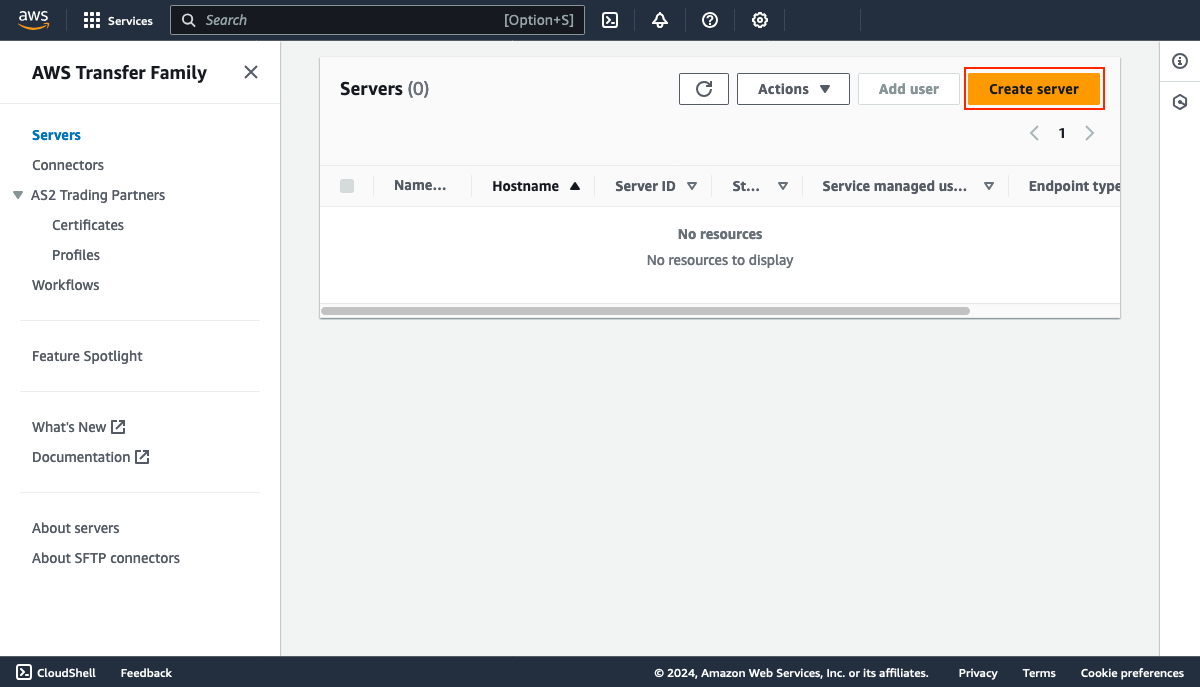 aws
Services
Search [Option+S]
AWS Transfer Family
Servers
Connectors
AS2 Trading Partners
Certificates
Profiles
Workflows
Feature Spotlight
What's New
Documentation
About servers
About SFTP connectors
Servers (0)
Actions
Add user
Create server
1
Name... Hostname Server ID St... Service managed us... Endpoint type
No resources
No resources to display
CloudShell Feedback © 2024, Amazon Web Services, Inc. or its affiliates. Privacy Terms Cookie preferences